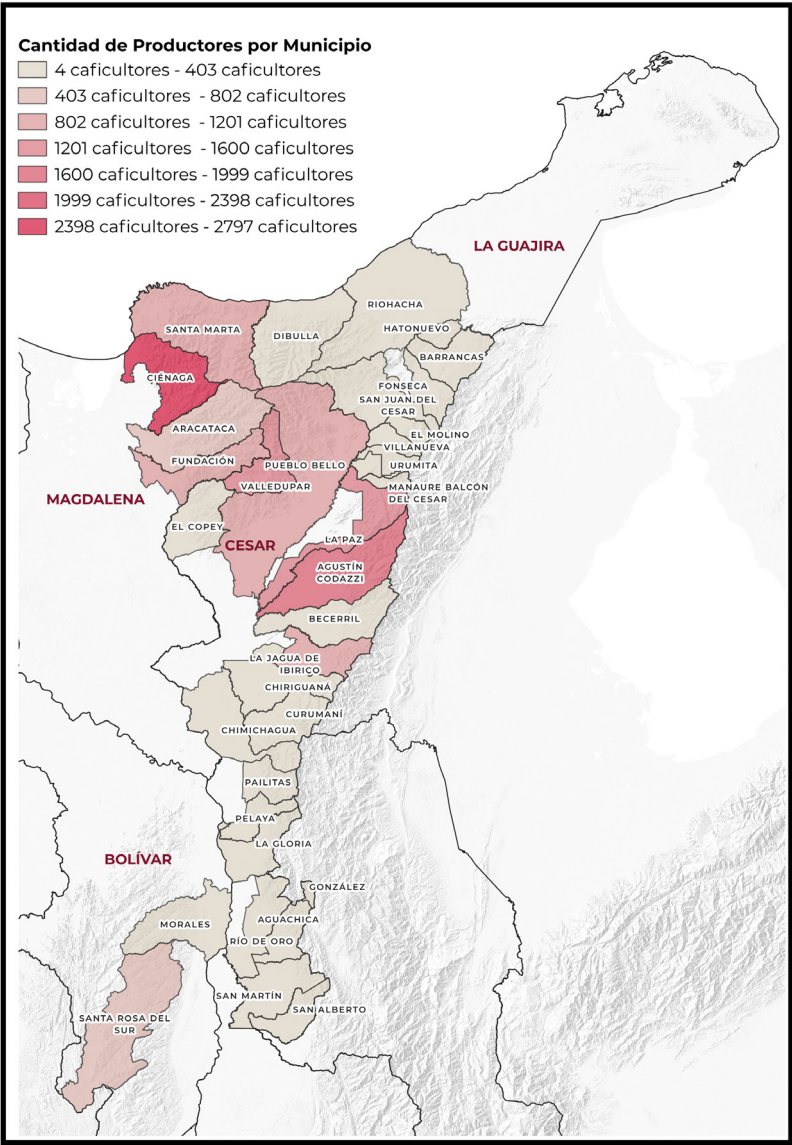 Cantidad de Productores por Municipio
4 caficultores - 403 caficultores
403 caficultores - 802 caficultores
802 caficultores - 1201 caficultores
1201 caficultores - 1600 caficultores
1600 caficultores - 1999 caficultores
1999 caficultores - 2398 caficultores
2398 caficultores - 2797 caficultores
LA GUAJIRA
RIOHACHA
SANTA MARTA
HATONUEVO
DIBULLA
BARRANCAS
CIÉNAGA
FONSECA
SAN JUAN DEL
CESAR
ARACATACA
EL MOLINO
VILLANUEVA
FUNDACIÓN
PUEBLO BELLO
URUMITA
VALLEDUPAR
MANAURE BALCÓN
DEL CESAR
MAGDALENA
EL COPEY
LA PAZ
CESAR
AGUSTÍN
CODAZZI
BECERRIL
LA JAGUA DE
IBIRICO
CHIRIGUANÁ
CURUMANÍ
CHIMICHAGUA
PAILITAS
PELAYA
LA GLORIA
BOLÍVAR
GONZÁLEZ
MORALES
AGUACHICA
RÍO DE ORO
SAN MARTÍN
SAN ALBERTO
SANTA ROSA DEL
SUR